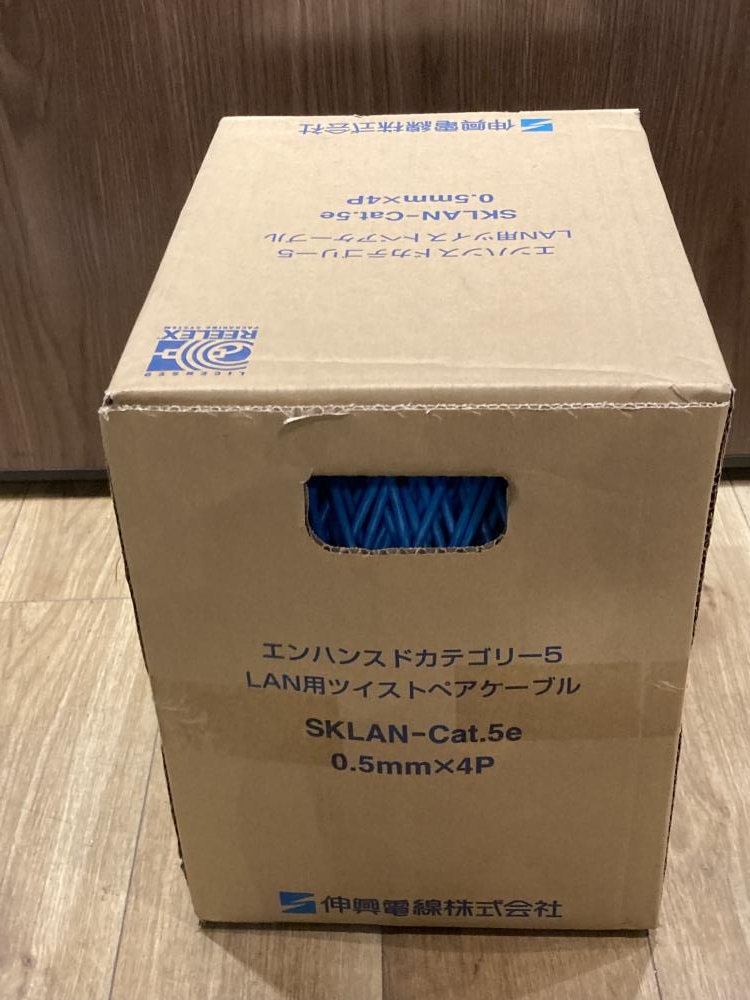 伸興電線株式会社
0.5mm×4P
SKLAN-Cat.5e
LAN用ツイストペアケーブル
エンハンスドカテゴリー5
REELEX
PACKAGING SYSTEM
LICENSED
エンハンスドカテゴリー5
LAN用ツイストペアケーブル
SKLAN-Cat.5e
0.5mm×4P
伸興電線株式会社